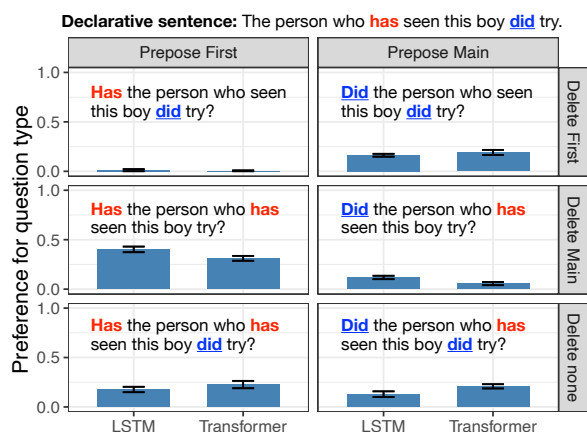 Declarative sentence: The person who has seen this boy did try.
Prepose First
Prepose Main
Preference for question type
1.0
0.5
0.0
Has the person who seen
this boy did try?
Did the person who seen
this boy did try?
Delete First
1.0
0.5
0.0
Has the person who has
seen this boy try?
Did the person who has
seen this boy try?
Delete Main
1.0
0.5
0.0
Has the person who has
seen this boy did try?
Did the person who has
seen this boy did try?
Delete none
LSTM
Transformer
LSTM
Transformer